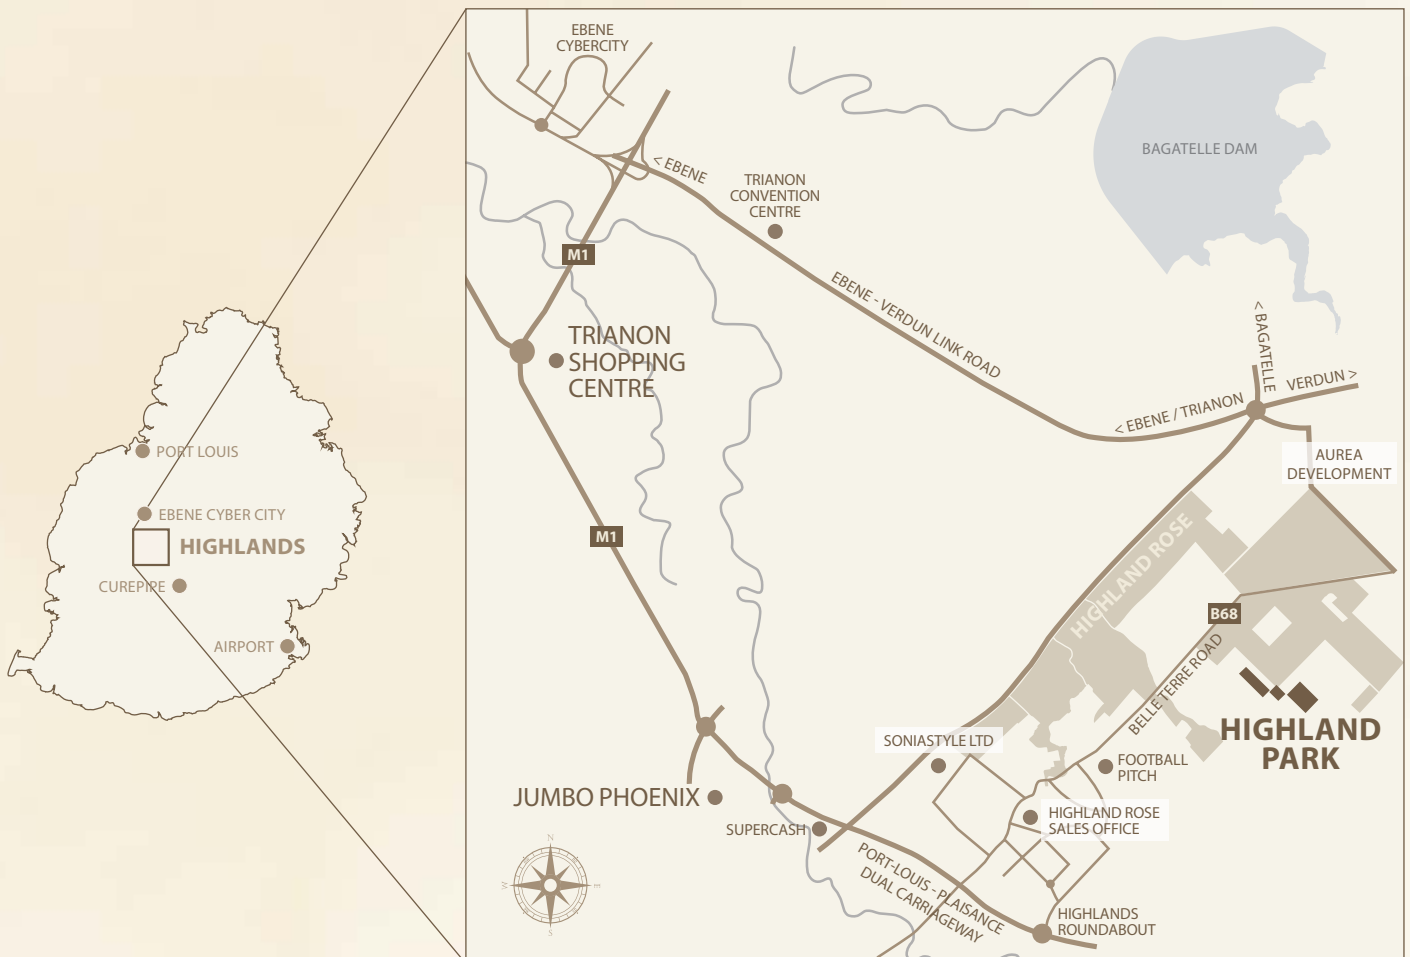 PORT LOUIS
EBENE CYBER CITY
HIGHLANDS
CUREPIPE
AIRPORT
EBENE
CYBERCITY
< EBENE
TRIANON
CONVENTION
CENTRE
BAGATELLE DAM
M1
EBENE - VERDUN LINK ROAD
TRIANON
SHOPPING
CENTRE
< BAGATELLE
VERDUN >
< EBENE / TRIANON
AUREA
DEVELOPMENT
M1
HIGHLAND ROSE
B68
BELLE TERRE ROAD
HIGHLAND
PARK
SONIASTYLE LTD
FOOTBALL
PITCH
JUMBO PHOENIX
HIGHLAND ROSE
SALES OFFICE
SUPERCASH
PORT-LOUIS - PLAISANCE
DUAL CARRIAGEWAY
HIGHLANDS
ROUNDABOUT
N
W
E
S